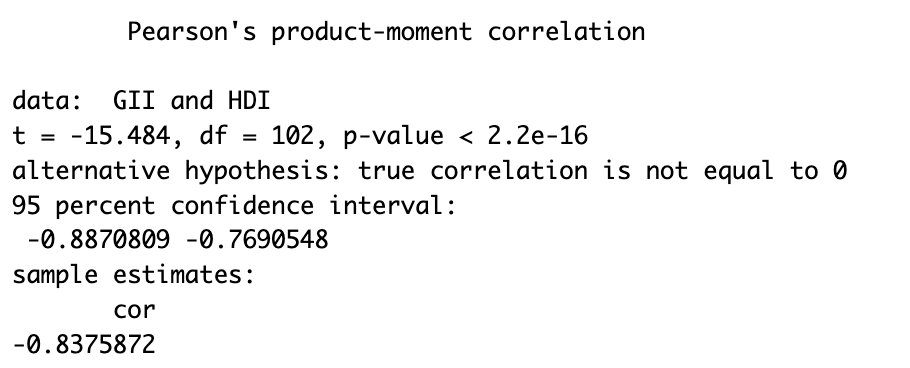 Pearson's product-moment correlation
data:  GII and HDI
t = -15.484, df = 102, p-value < 2.2e-16
alternative hypothesis: true correlation is not equal to 0
95 percent confidence interval:
-0.8870809 -0.7690548
sample estimates:
cor
-0.8375872